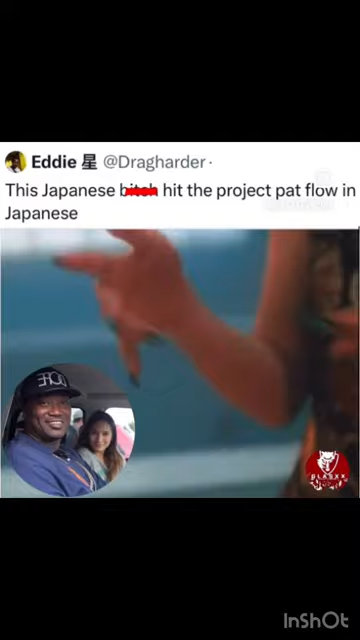 Eddie 星 @Dragharder·
This Japanese bitch hit the project pat flow in
Japanese
InShOt